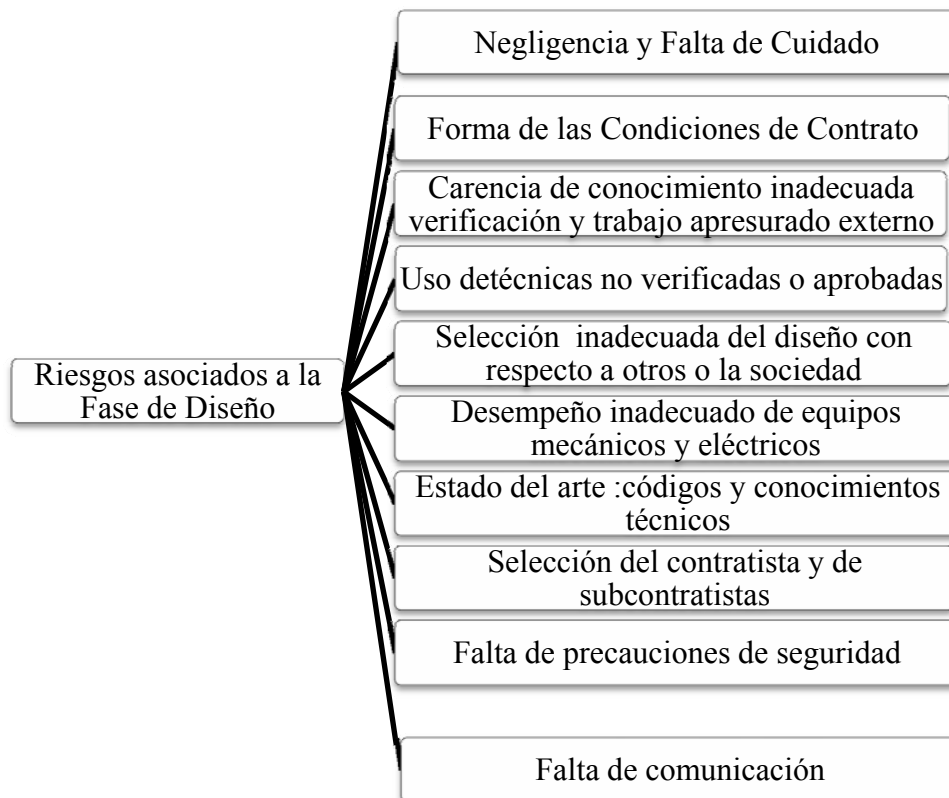 Negligencia y Falta de Cuidado
Forma de las Condiciones de Contrato
Carencia de conocimiento inadecuada
verificación y trabajo apresurado externo
Uso detécnicas no verificadas o aprobadas
Selección inadecuada del diseño con
respecto a otros o la sociedad
Riesgos asociados a la
Fase de Diseño
Desempeño inadecuado de equipos
mecánicos y eléctricos
Estado del arte :códigos y conocimientos
técnicos
Selección del contratista y de
subcontratistas
Falta de precauciones de seguridad
Falta de comunicación